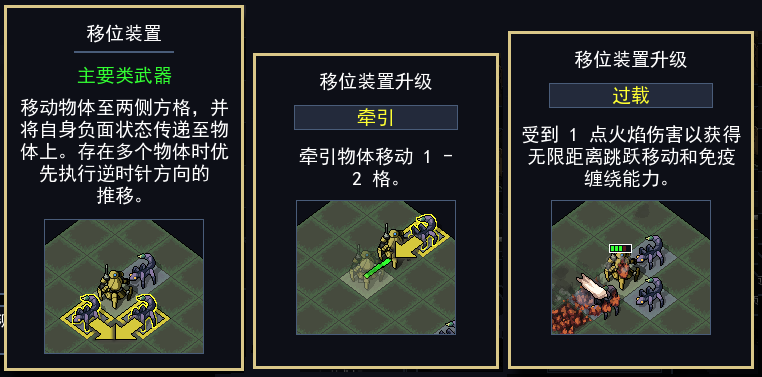 移位装置
主要类武器
移动物体至两侧方格，并
将自身负面状态传递至物
体上。存在多个物体时优
先执行逆时针方向的
推移。
移位装置升级
牵引
牵引物体移动 1 -
2 格。
移位装置升级
过载
受到 1 点火焰伤害以获得
无限距离跳跃移动和免疫
缠绕能力。